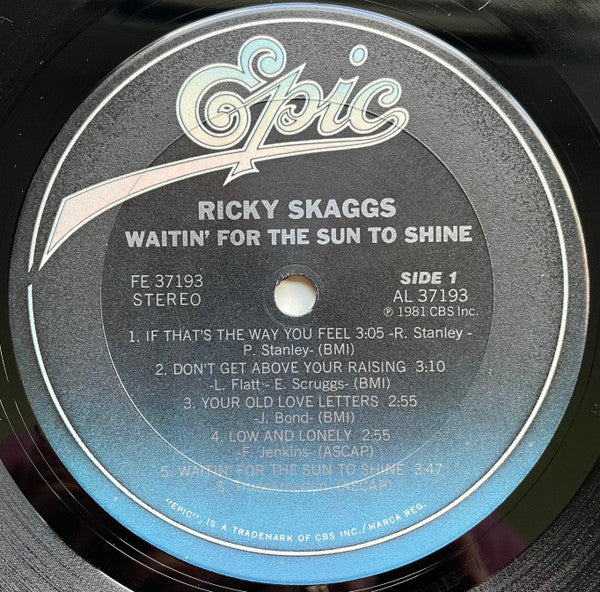 Epic
RICKY SKAGGS
WAITIN' FOR THE SUN TO SHINE
FE 37193
STEREO
SIDE 1
AL 37193
℗ 1981 CBS Inc.
1. IF THAT'S THE WAY YOU FEEL 3:05 -R. Stanley -
P. Stanley- (BMI)
2. DON'T GET ABOVE YOUR RAISING 3:10
-L. Flatt - E. Scruggs- (BMI)
3. YOUR OLD LOVE LETTERS 2:55
-J. Bond- (BMI)
4. LOW AND LONELY 2:55
-F. Jenkins- (ASCAP)
5. WAITIN' FOR THE SUN TO SHINE 3:47
(ASCAP)
"EPIC", IS A TRADEMARK OF CBS INC./MARCA REG.